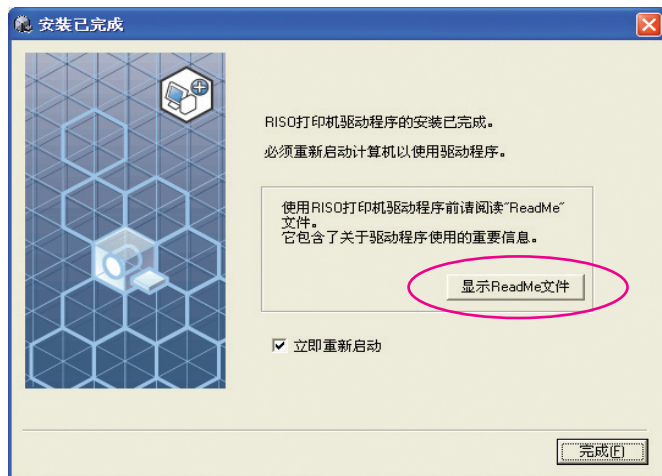 安装已完成
RISO打印机驱动程序的安装已完成。
必须重新启动计算机以使用驱动程序。
使用RISO打印机驱动程序前请阅读"ReadMe"
文件。
它包含了关于驱动程序使用的重要信息。
显示ReadMe文件
立即重新启动
完成(F)